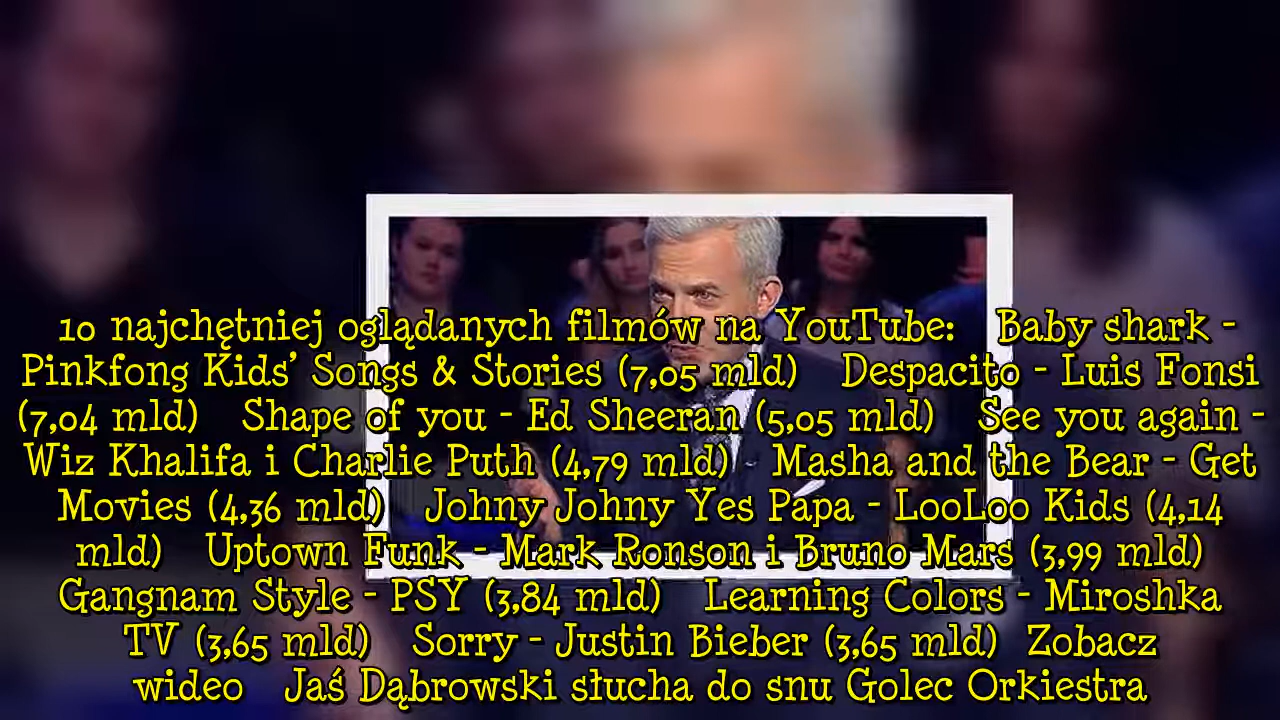 10 najchętniej oglądanych filmów na YouTube: Baby shark -
Pinkfong Kids' Songs & Stories (7,05 mld) Despacito - Luis Fonsi
(7,04 mld) Shape of you - Ed Sheeran (5,05 mld) See you again -
Wiz Khalifa i Charlie Puth (4,79 mld) Masha and the Bear - Get
Movies (4,36 mld) Johny Johny Yes Papa - LooLoo Kids (4,14
mld) Uptown Funk - Mark Ronson i Bruno Mars (3,99 mld)
Gangnam Style - PSY (3,84 mld) Learning Colors - Miroshka
TV (3,65 mld) Sorry - Justin Bieber (3,65 mld) Zobacz
wideo Jaś Dąbrowski słucha do snu Golec Orkiestra